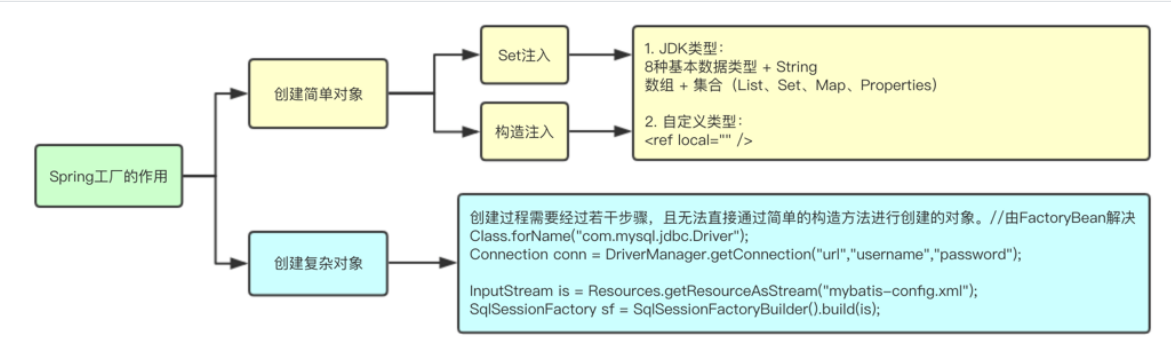 Spring工厂的作用
创建简单对象
Set注入
构造注入
1. JDK类型：
8种基本数据类型 + String
数组 + 集合（List、Set、Map、Properties）
2. 自定义类型：
<ref local="" />
创建复杂对象
创建过程需要经过若干步骤，且无法直接通过简单的构造方法进行创建的对象。//由FactoryBean解决
Class.forName("com.mysql.jdbc.Driver");
Connection conn = DriverManager.getConnection("url","username","password");
InputStream is = Resources.getResourceAsStream("mybatis-config.xml");
SqlSessionFactory sf = SqlSessionFactoryBuilder().build(is);